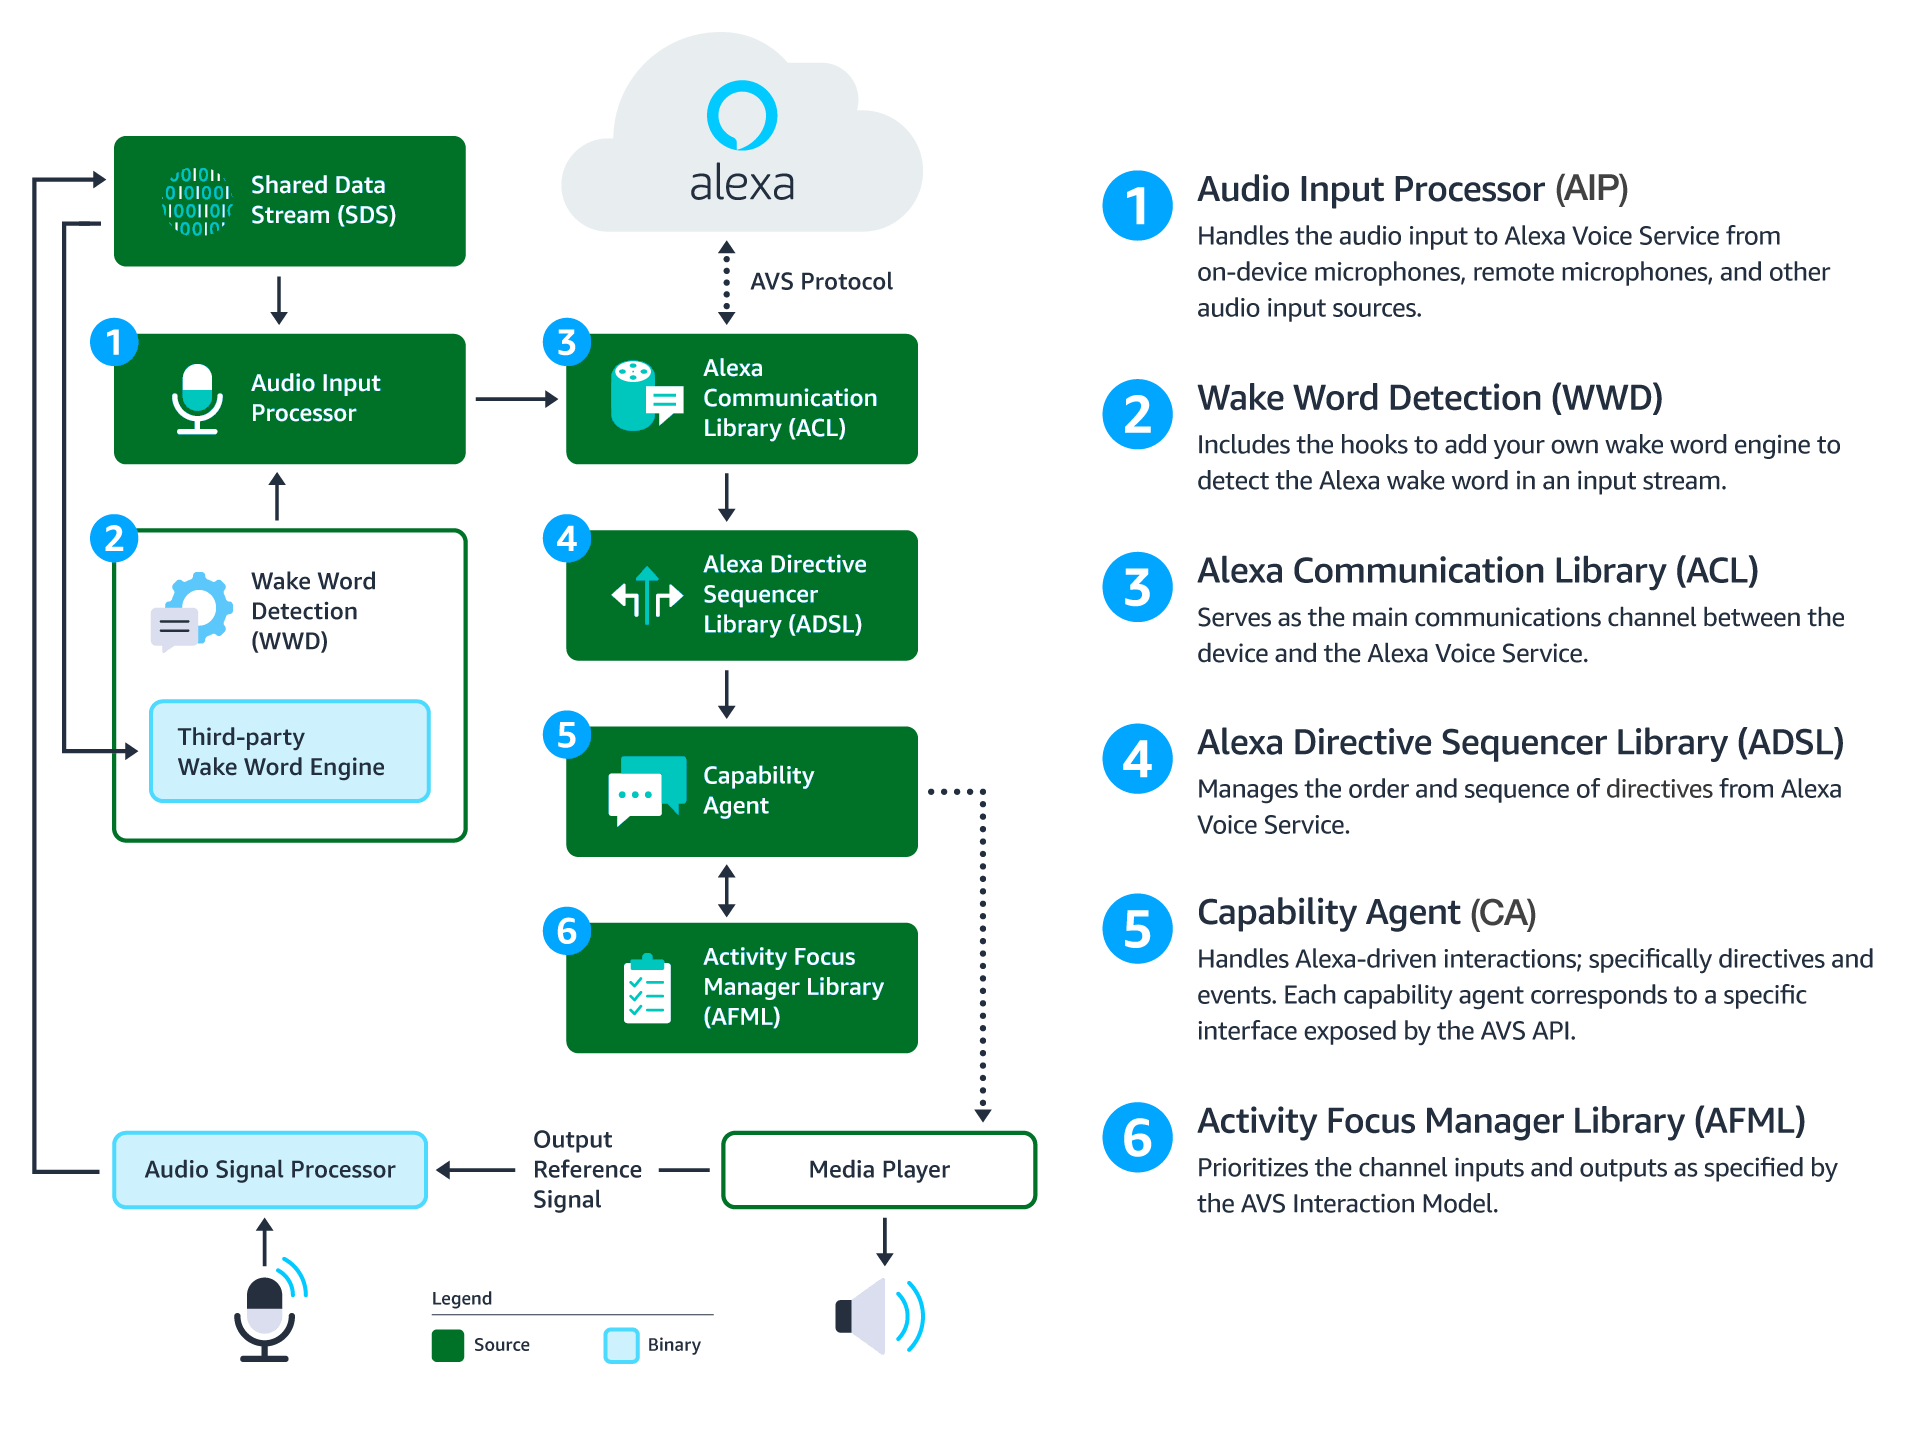 alexa
AVS Protocol
Shared Data
Stream (SDS)
1
Audio Input
Processor
2
Wake Word
Detection
(WWD)
Third-party
Wake Word Engine
3
Alexa
Communication
Library (ACL)
4
Alexa Directive
Sequencer
Library (ADSL)
5
Capability
Agent
6
Activity Focus
Manager Library
(AFML)
Audio Signal Processor
Output
Reference
Signal
Media Player
Legend
Source
Binary
1
Audio Input Processor (AIP)
Handles the audio input to Alexa Voice Service from
on-device microphones, remote microphones, and other
audio input sources.
2
Wake Word Detection (WWD)
Includes the hooks to add your own wake word engine to
detect the Alexa wake word in an input stream.
3
Alexa Communication Library (ACL)
Serves as the main communications channel between the
device and the Alexa Voice Service.
4
Alexa Directive Sequencer Library (ADSL)
Manages the order and sequence of directives from Alexa
Voice Service.
5
Capability Agent (CA)
Handles Alexa-driven interactions; specifically directives and
events. Each capability agent corresponds to a specific
interface exposed by the AVS API.
6
Activity Focus Manager Library (AFML)
Prioritizes the channel inputs and outputs as specified by
the AVS Interaction Model.